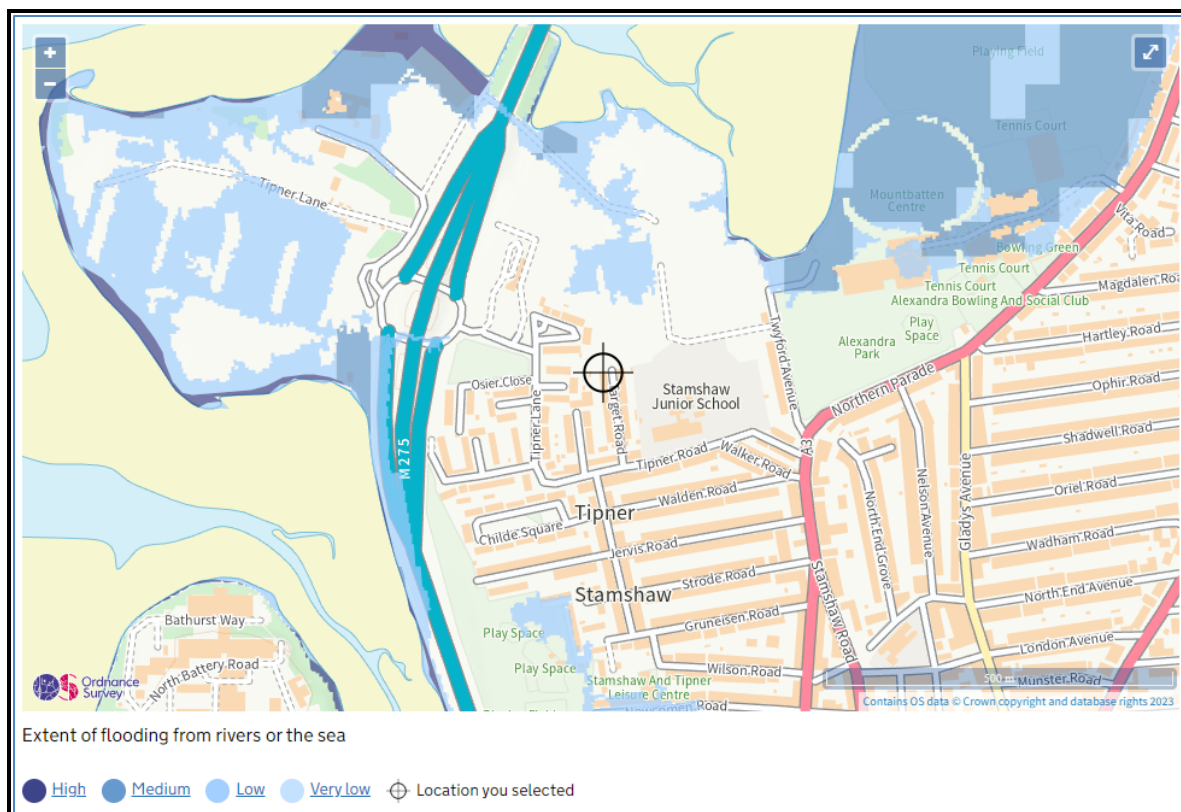 +
−
Playing Field
Tennis Court
Mountbatten
Centre
Vita Road
Tipner Lane
Bowling Green
Tennis Court
Tennis Court
Alexandra Bowling And Social Club
Magdalen Roa
Play
Space
Hartley Road
Alexandra
Park
Twyford Avenue
Northern Parade
Ophir Road
Osier Close
Stamshaw
Junior School
Target Road
Tipner Lane
Shadwell Road
M275
A3
Tipner Road
Walker Road
Nelson Avenue
Gladys Avenue
Oriel Road
Walden Road
Tipner
North End Grove
Childe Square
Wadham Road
Jervis Road
Stamshaw Road
Strode Road
Stamshaw
North End Avenue
Bathurst Way
Gruneisen Road
Play Space
London Avenue
North Battery Road
Play Space
Wilson Road
Stamshaw And Tipner
Leisure Centre
500 m
Munster Road
Ordnance
Survey
Newcomen Road
Contains OS data © Crown copyright and database rights 2023
Extent of flooding from rivers or the sea
High Medium Low Very low Location you selected